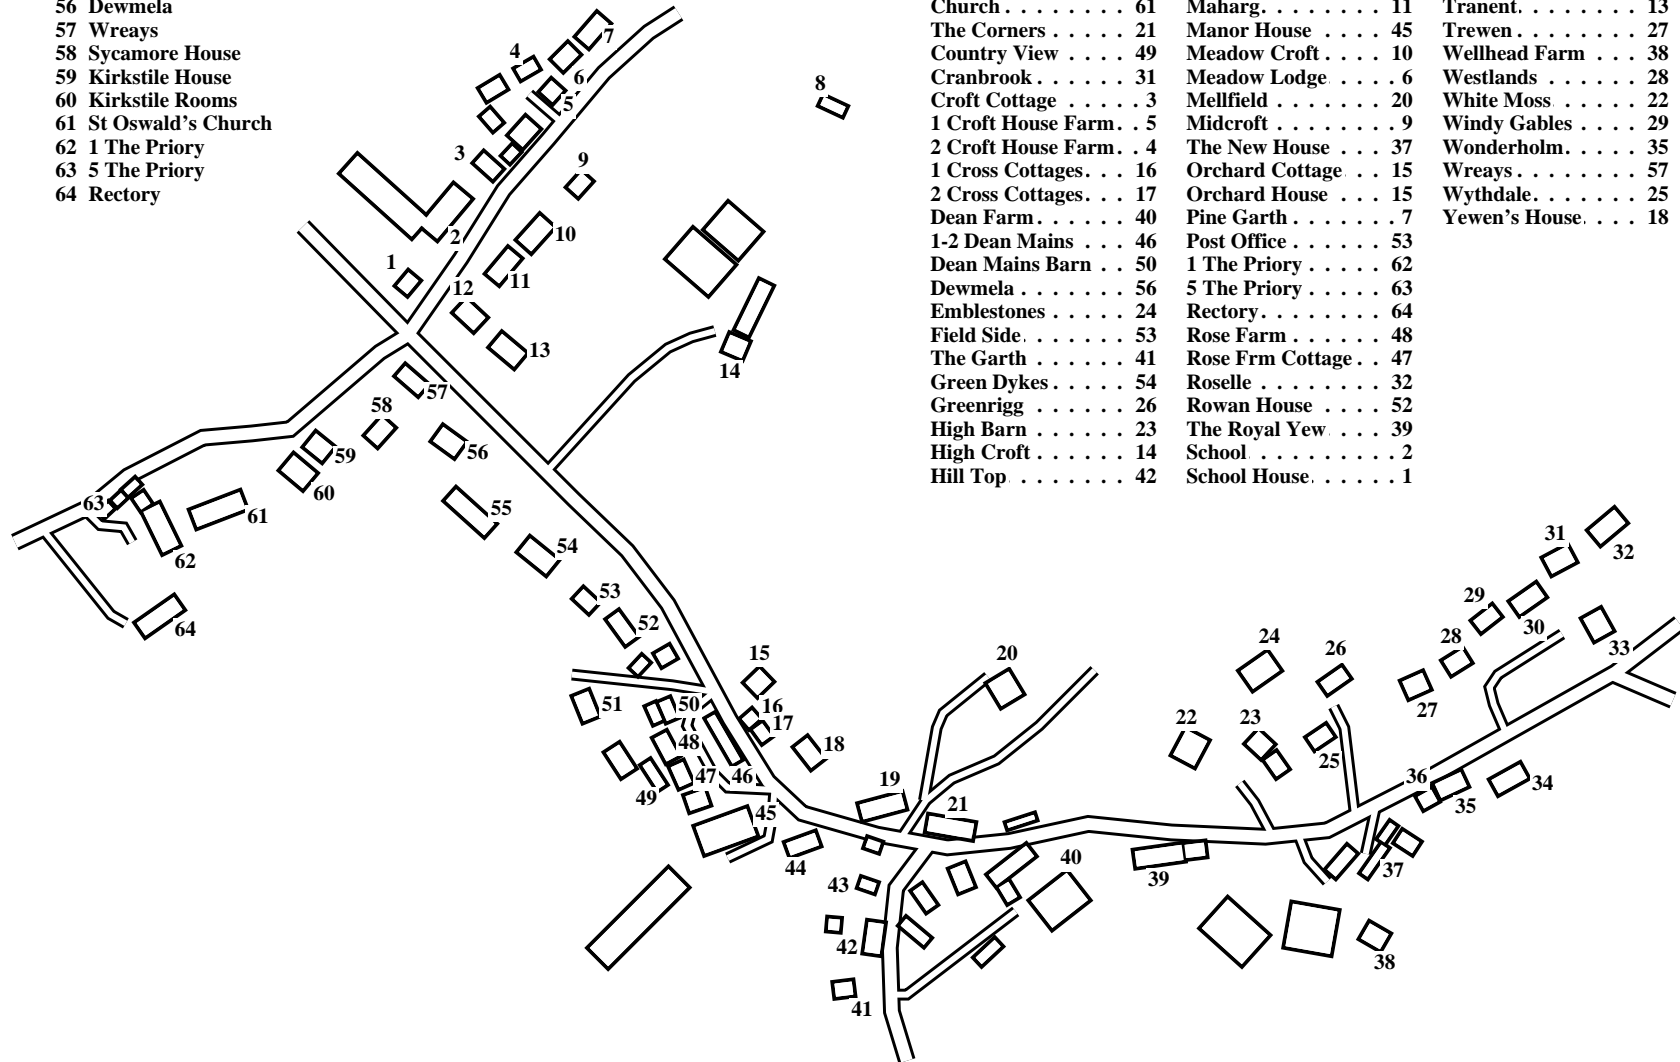 56 Dewmela
57 Wreays
58 Sycamore House
59 Kirkstile House
60 Kirkstile Rooms
61 St Oswald's Church
62 1 The Priory
63 5 The Priory
64 Rectory
Church . . . . . . . . 61
The Corners . . . . . 21
Country View . . . . 49
Cranbrook . . . . . . 31
Croft Cottage . . . . . 3
1 Croft House Farm . . 5
2 Croft House Farm . . 4
1 Cross Cottages . . . 16
2 Cross Cottages . . . 17
Dean Farm . . . . . . 40
1-2 Dean Mains . . . 46
Dean Mains Barn . . 50
Dewmela . . . . . . . 56
Emblestones . . . . . 24
Field Side . . . . . . . 53
The Garth . . . . . . 41
Green Dykes . . . . . 54
Greenrigg . . . . . . 26
High Barn . . . . . . 23
High Croft . . . . . . 14
Hill Top . . . . . . . 42
Maharg . . . . . . . . 11
Manor House . . . . 45
Meadow Croft . . . . 10
Meadow Lodge . . . . 6
Mellfield . . . . . . . 20
Midcroft . . . . . . . . 9
The New House . . . 37
Orchard Cottage . . . 15
Orchard House . . . 15
Pine Garth . . . . . . . 7
Post Office . . . . . . 53
1 The Priory . . . . . 62
5 The Priory . . . . . 63
Rectory . . . . . . . . 64
Rose Farm . . . . . . 48
Rose Frm Cottage . . 47
Roselle . . . . . . . . 32
Rowan House . . . . 52
The Royal Yew . . . . 39
School . . . . . . . . . 2
School House . . . . . 1
Tranent . . . . . . . . 13
Trewen . . . . . . . . 27
Wellhead Farm . . . 38
Westlands . . . . . . 28
White Moss . . . . . 22
Windy Gables . . . . 29
Wonderholm . . . . . 35
Wreays . . . . . . . . 57
Wythdale . . . . . . . 25
Yewen's House . . . . 18
7
4
6
5
8
3
9
2
10
1
11
12
13
14
57
58
56
59
60
63
61
55
62
54
64
53
52
15
51
50
16
17
48
18
47
46
49
45
19
21
20
44
43
40
42
41
39
24
26
22
23
25
27
28
29
30
31
32
33
36
35
34
37
38